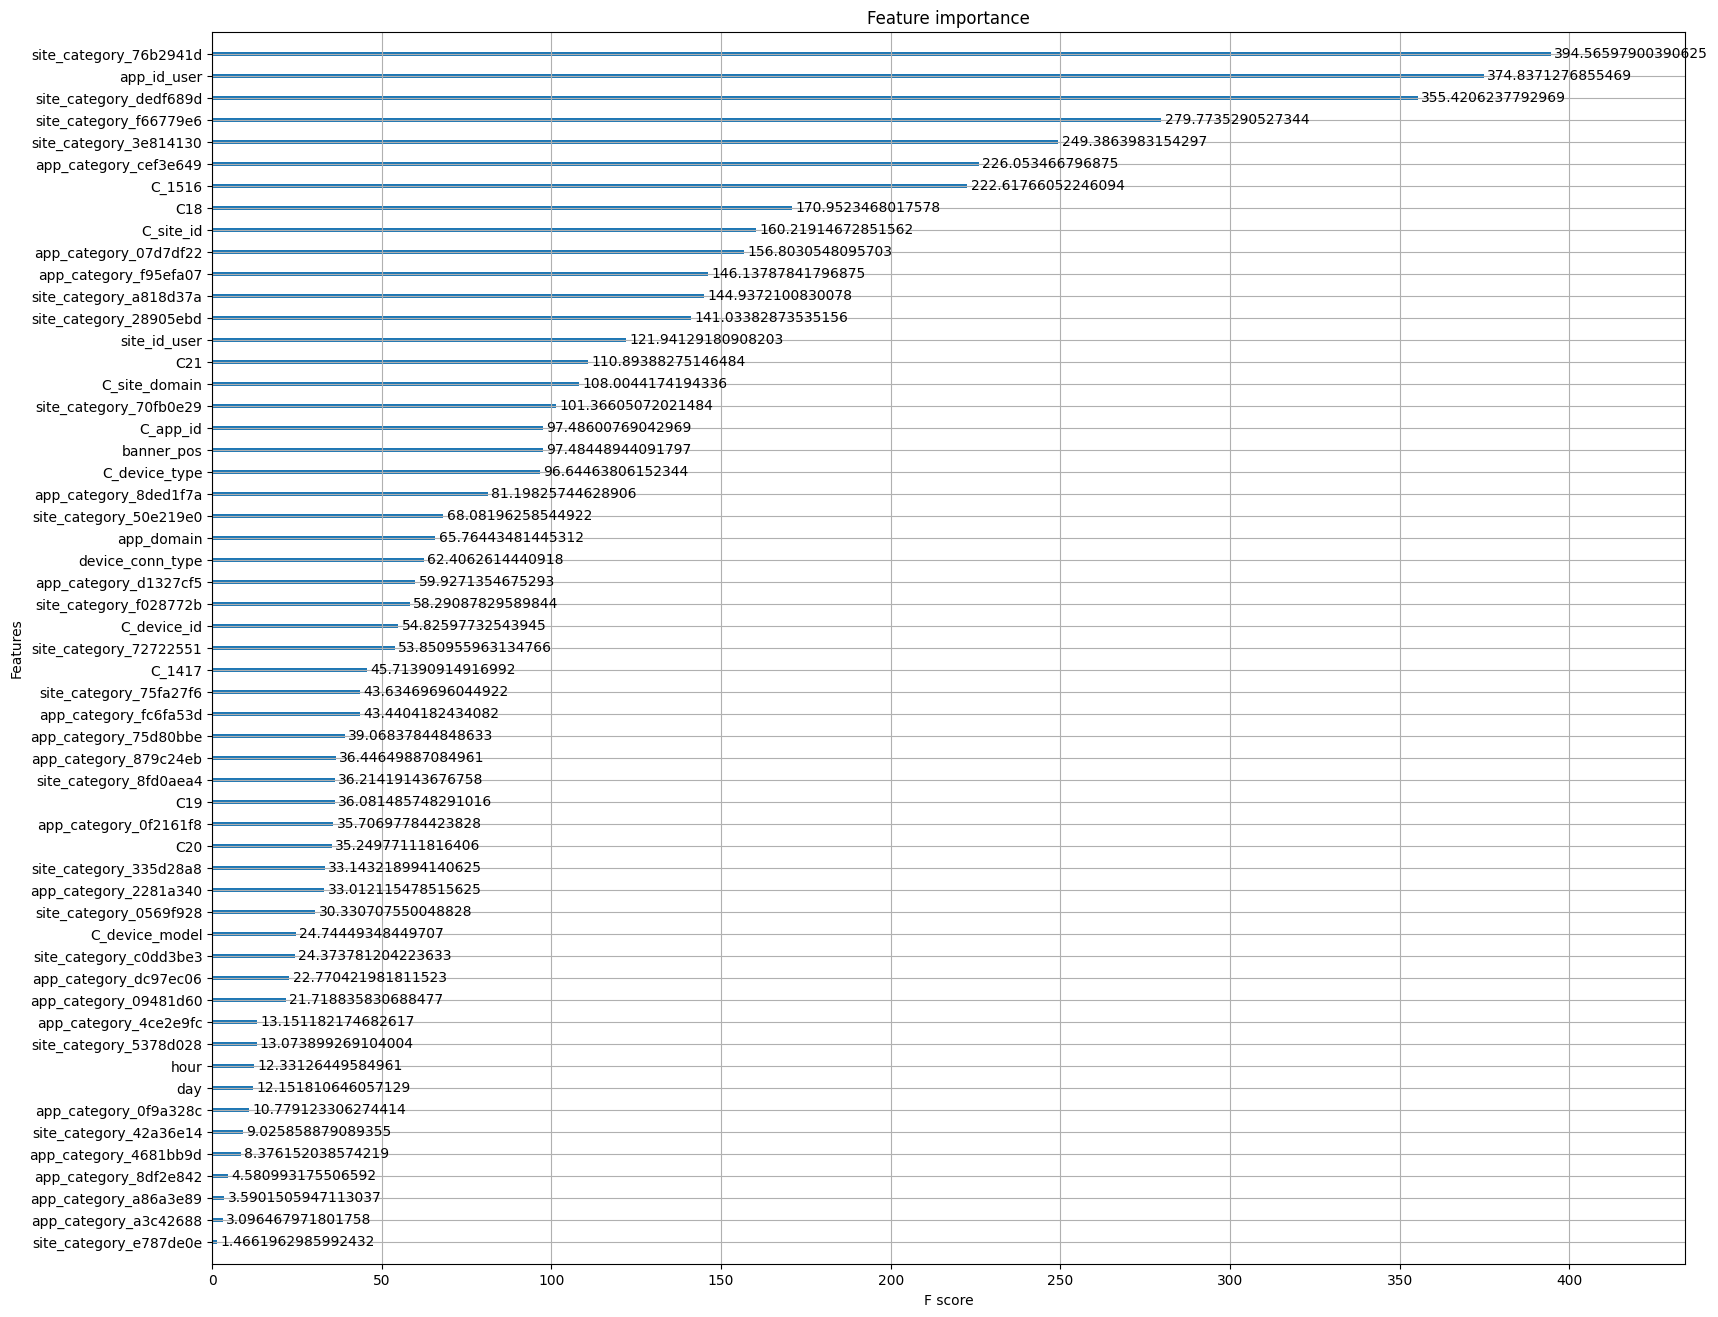 Feature importance
site_category_76b2941d 394.56597900390625
app_id_user 374.8371276855469
site_category_dedf689d 355.4206237792969
site_category_f66779e6 279.7735290527344
site_category_3e814130 249.3863983154297
app_category_cef3e649 226.053466796875
C_1516 222.61766052246094
C18 170.9523468017578
C_site_id 160.21914672851562
app_category_07d7df22 156.8030548095703
app_category_f95efa07 146.13787841796875
site_category_a818d37a 144.9372100830078
site_category_28905ebd 141.03382873535156
site_id_user 121.94129180908203
C21 110.89388275146484
C_site_domain 108.0044174194336
site_category_70fb0e29 101.36605072021484
C_app_id 97.48600769042969
banner_pos 97.48448944091797
C_device_type 96.64463806152344
app_category_8ded1f7a 81.19825744628906
site_category_50e219e0 68.08196258544922
app_domain 65.76443481445312
device_conn_type 62.4062614440918
app_category_d1327cf5 59.9271354675293
site_category_f028772b 58.29087829589844
C_device_id 54.82597732543945
site_category_72722551 53.850955963134766
C_1417 45.71390914916992
site_category_75fa27f6 43.63469696044922
app_category_fc6fa53d 43.4404182434082
app_category_75d80bbe 39.06837844848633
app_category_879c24eb 36.44649887084961
site_category_8fd0aea4 36.21419143676758
C19 36.081485748291016
app_category_0f2161f8 35.70697784423828
C20 35.24977111816406
site_category_335d28a8 33.143218994140625
app_category_2281a340 33.012115478515625
site_category_0569f928 30.330707550048828
C_device_model 24.74449348449707
site_category_c0dd3be3 24.373781204223633
app_category_dc97ec06 22.770421981811523
app_category_09481d60 21.718835830688477
app_category_4ce2e9fc 13.151182174682617
site_category_5378d028 13.073899269104004
hour 12.33126449584961
day 12.151810646057129
app_category_0f9a328c 10.779123306274414
site_category_42a36e14 9.025858879089355
app_category_4681bb9d 8.376152038574219
app_category_8df2e842 4.580993175506592
app_category_a86a3e89 3.5901505947113037
app_category_a3c42688 3.096467971801758
site_category_e787de0e 1.4661962985992432
Features
0 50 100 150 200 250 300 350 400
F score